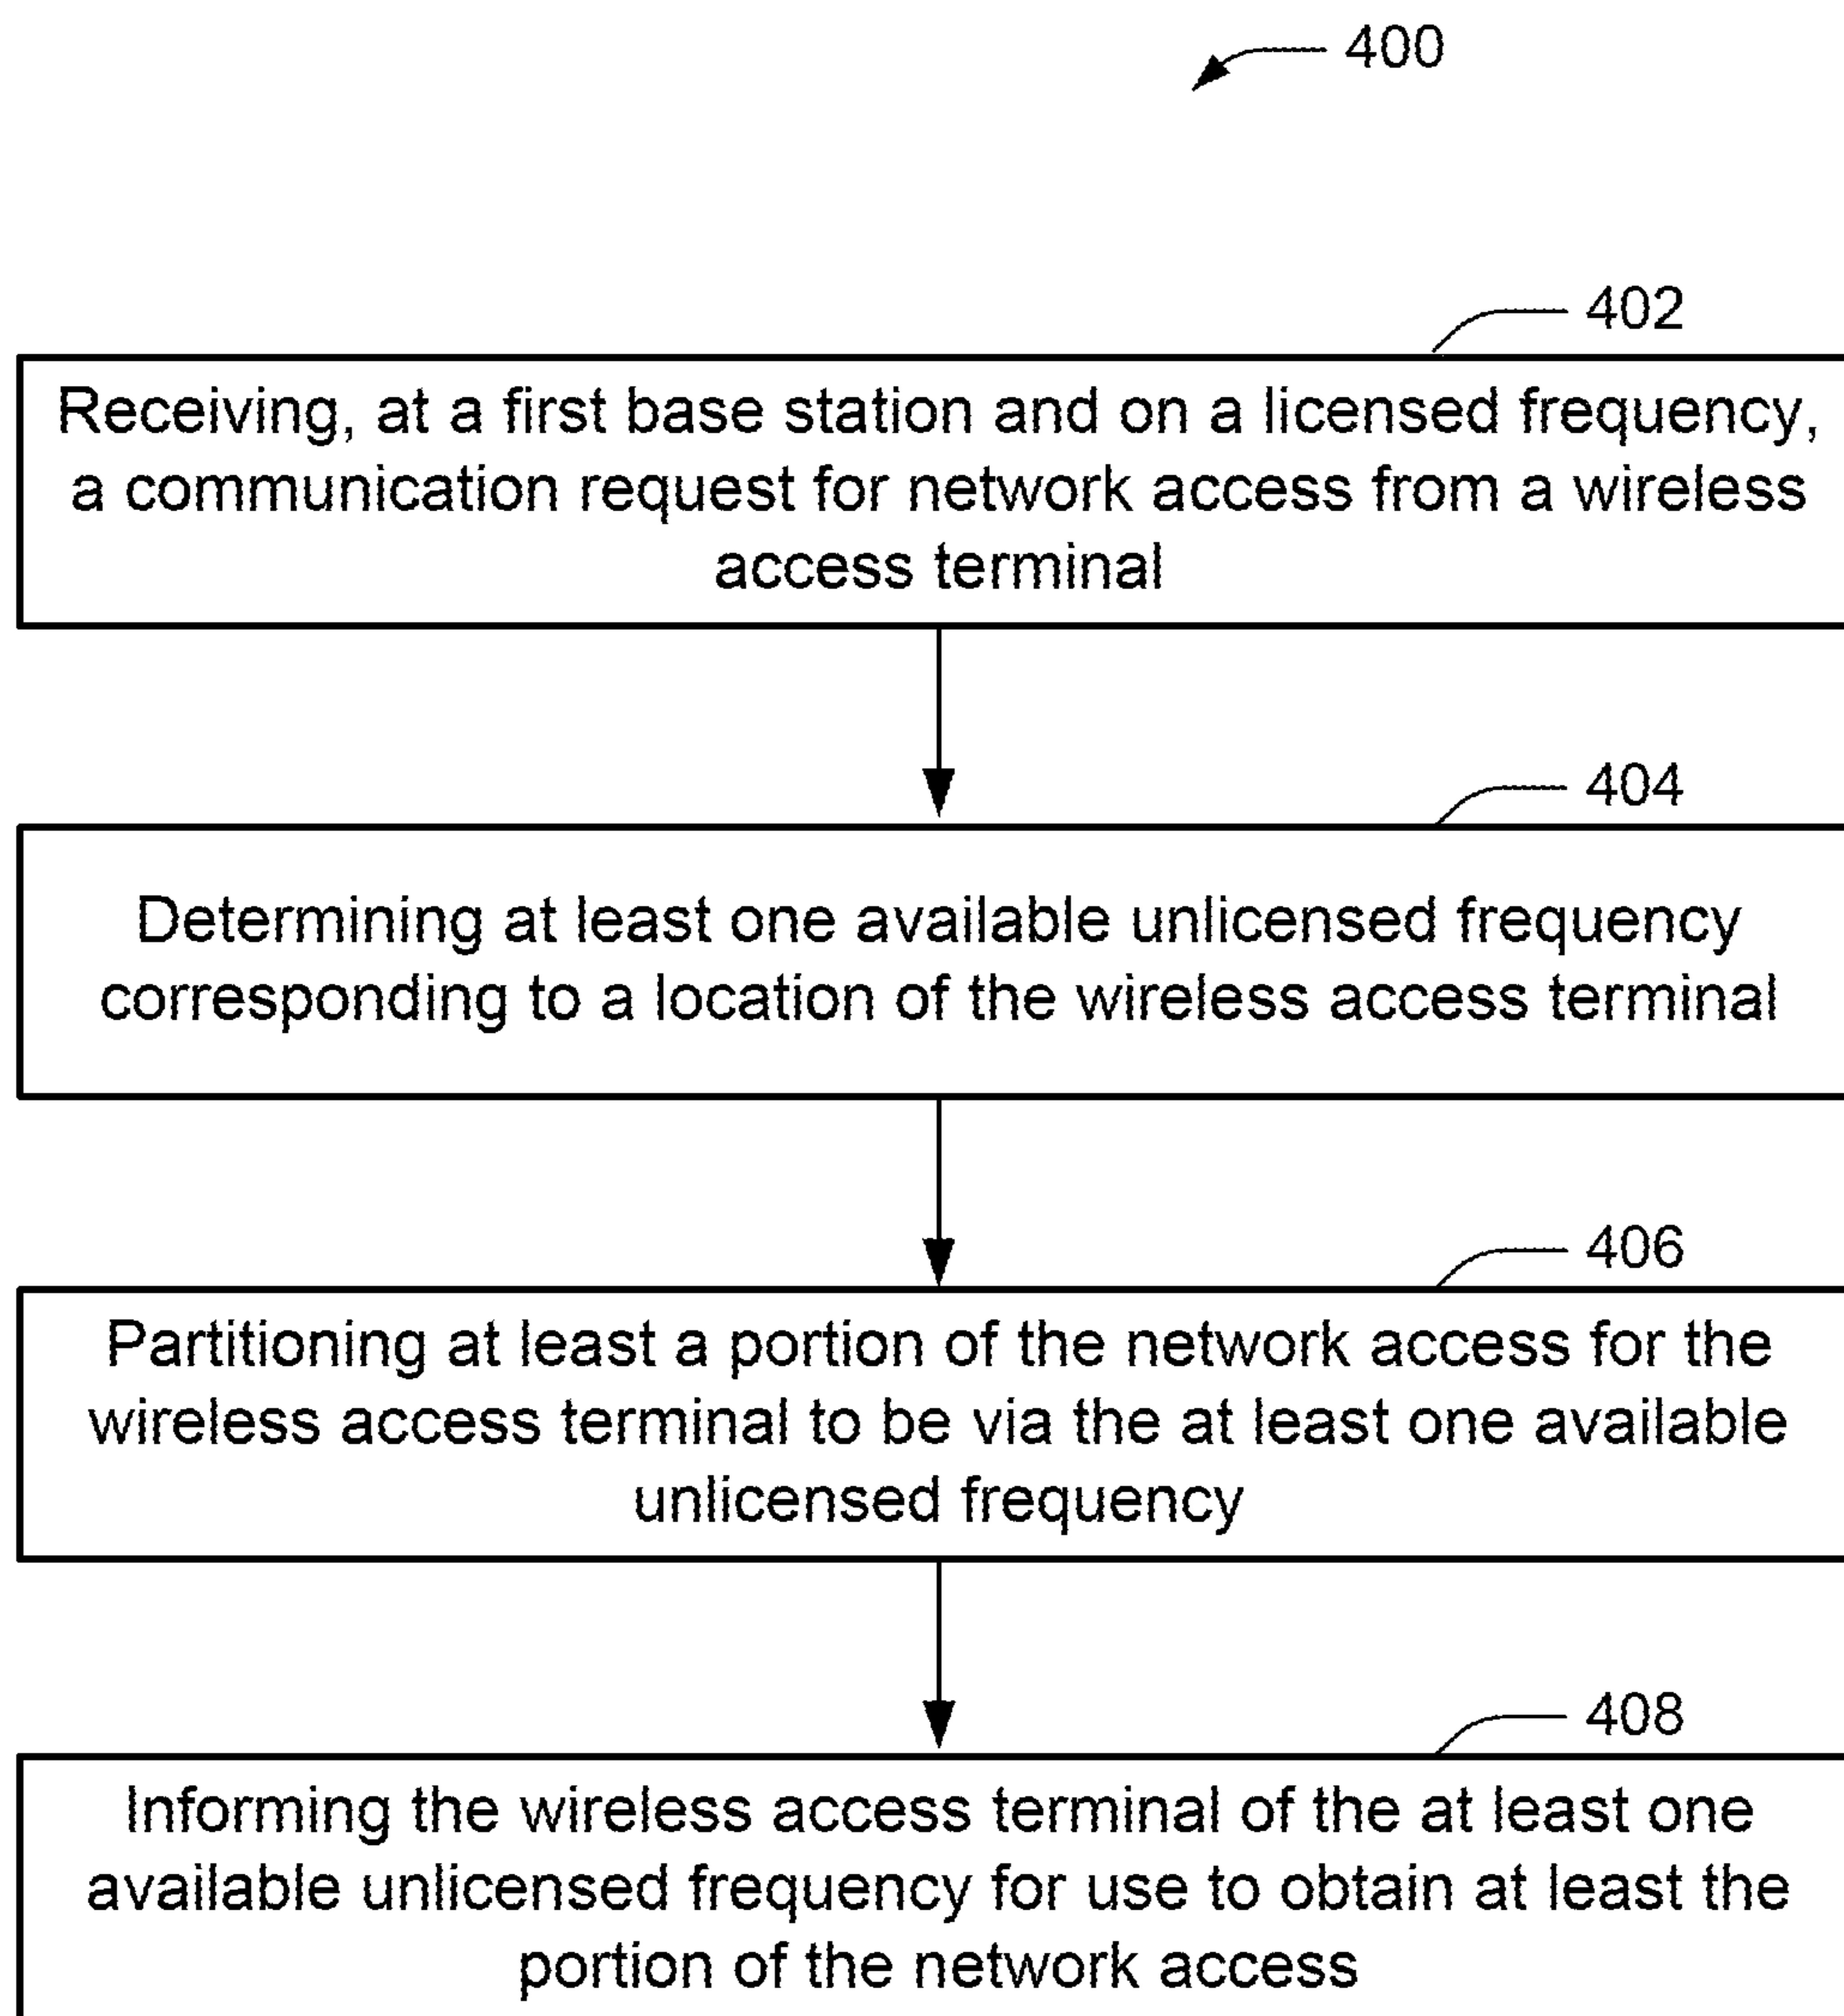 400
402
Receiving, at a first base station and on a licensed frequency,
a communication request for network access from a wireless
access terminal
404
Determining at least one available unlicensed frequency
corresponding to a location of the wireless access terminal
406
Partitioning at least a portion of the network access for the
wireless access terminal to be via the at least one available
unlicensed frequency
408
Informing the wireless access terminal of the at least one
available unlicensed frequency for use to obtain at least the
portion of the network access